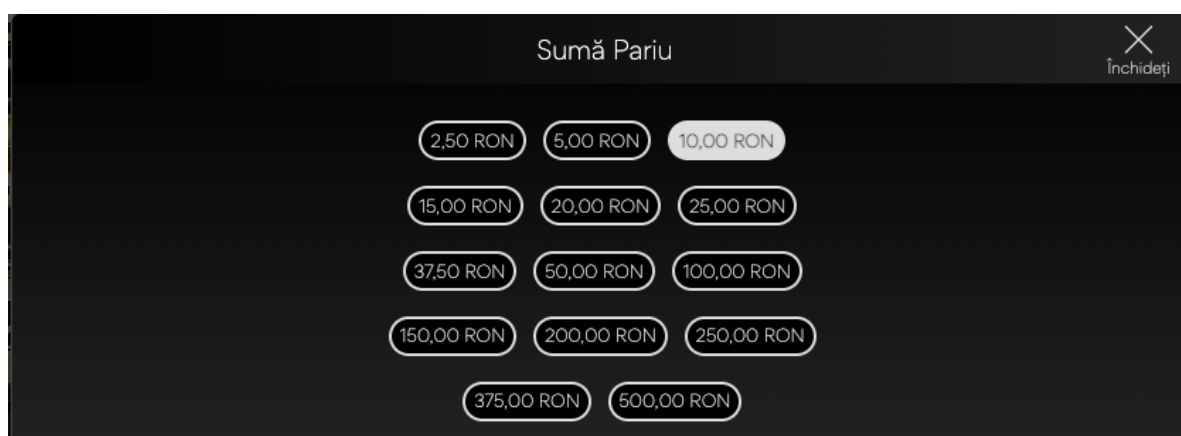 Sumă Pariu
Închideți
2,50 RON 5,00 RON 10,00 RON
15,00 RON 20,00 RON 25,00 RON
37,50 RON 50,00 RON 100,00 RON
150,00 RON 200,00 RON 250,00 RON
375,00 RON 500,00 RON